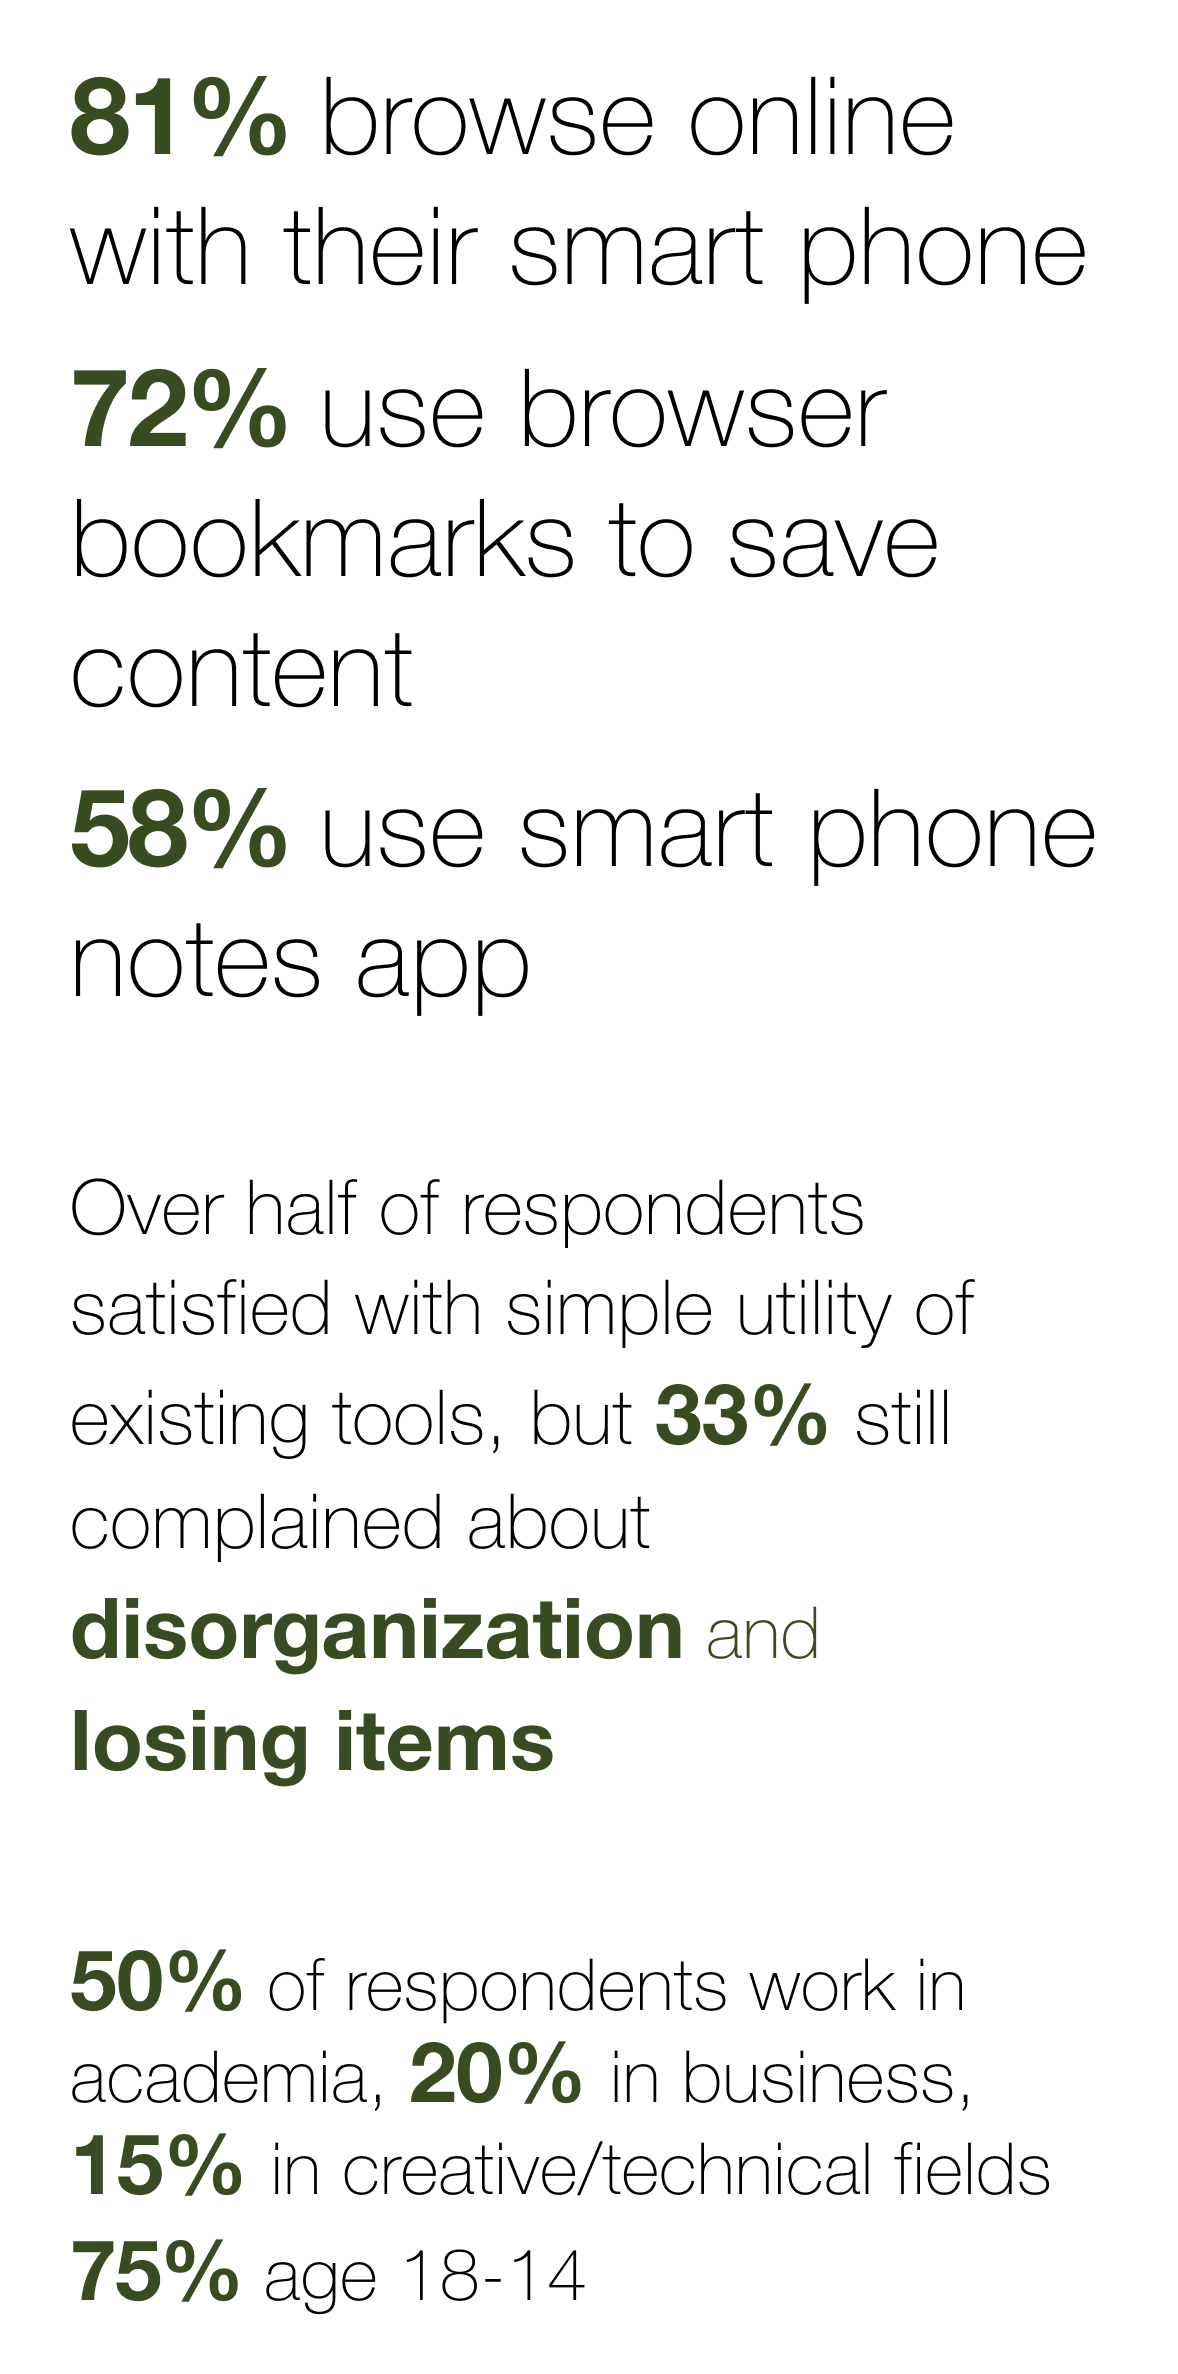 81% browse online
with their smart phone
72% use browser
bookmarks to save
content
58% use smart phone
notes app
Over half of respondents
satisfied with simple utility of
existing tools, but 33% still
complained about
disorganization and
losing items
50% of respondents work in
academia, 20% in business,
15% in creative/technical fields
75% age 18-14